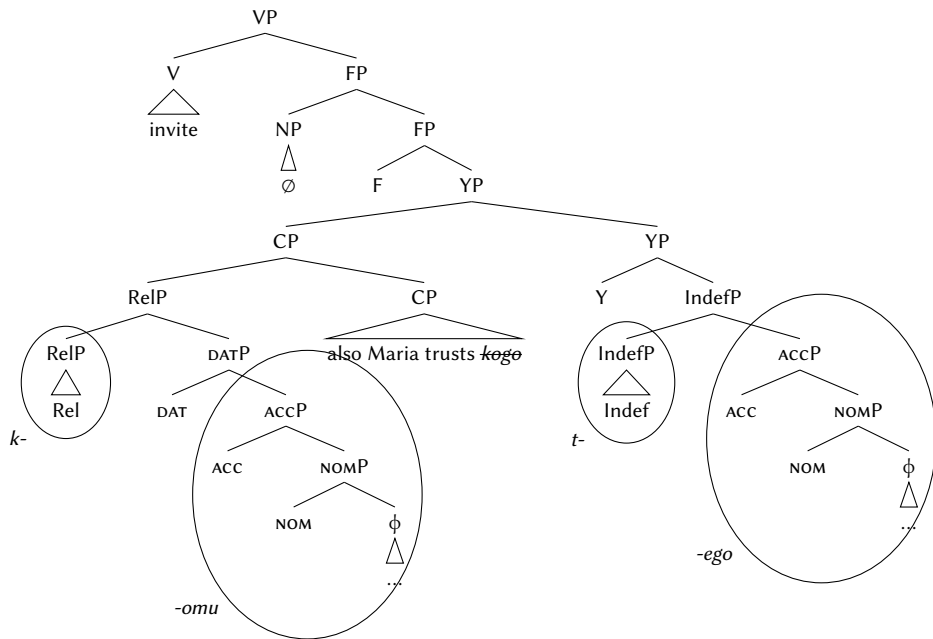 VP
V FP
invite NP FP
∅ F YP
CP YP
RelP CP Y IndefP
RelP DATP also Maria trusts kogo IndefP ACCP
Rel DAT ACCP Indef ACC NOMP
k- t-
ACC NOMP NOM ϕ
NOM ϕ ...
... -ego
-omu